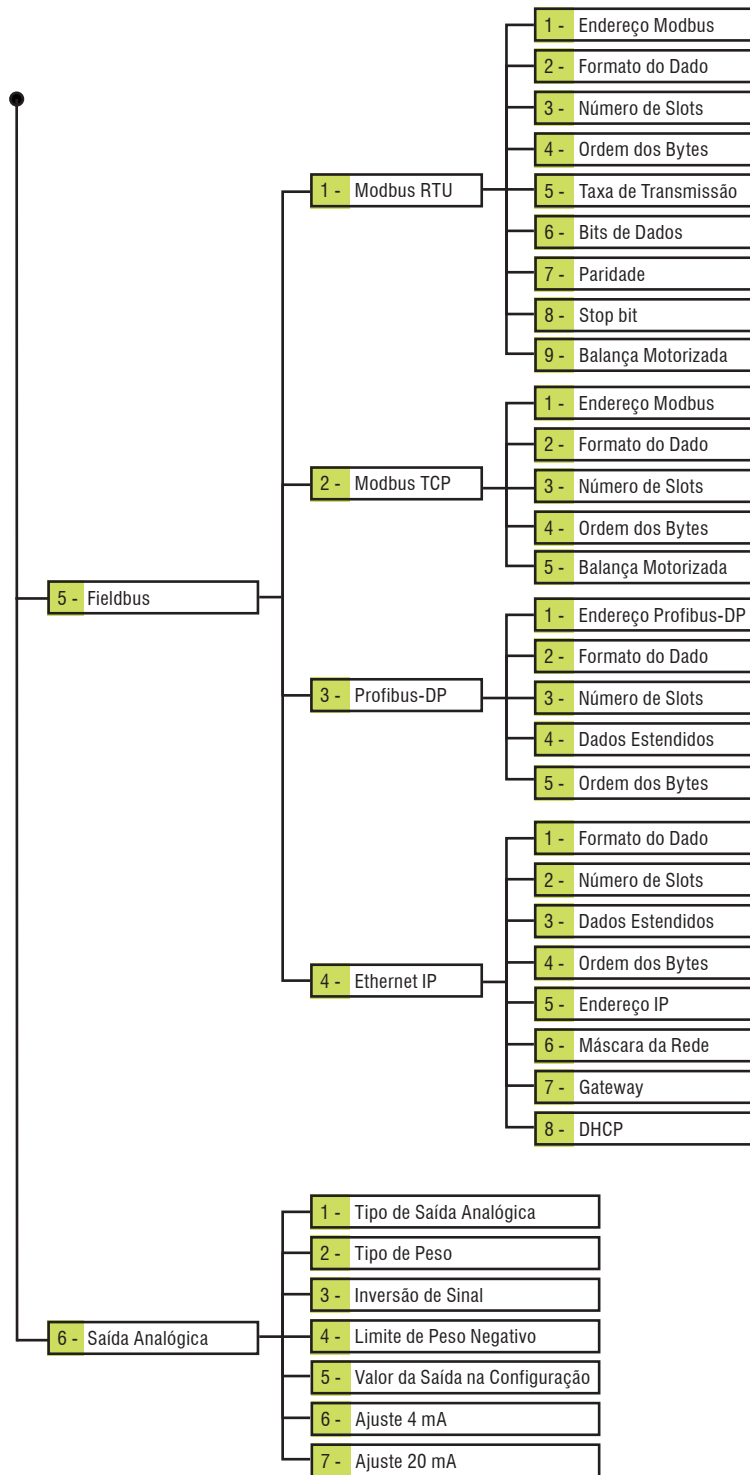 5 - Fieldbus
1 - Modbus RTU
1 - Endereço Modbus
2 - Formato do Dado
3 - Número de Slots
4 - Ordem dos Bytes
5 - Taxa de Transmissão
6 - Bits de Dados
7 - Paridade
8 - Stop bit
9 - Balança Motorizada
2 - Modbus TCP
1 - Endereço Modbus
2 - Formato do Dado
3 - Número de Slots
4 - Ordem dos Bytes
5 - Balança Motorizada
3 - Profibus-DP
1 - Endereço Profibus-DP
2 - Formato do Dado
3 - Número de Slots
4 - Dados Estendidos
5 - Ordem dos Bytes
4 - Ethernet IP
1 - Formato do Dado
2 - Número de Slots
3 - Dados Estendidos
4 - Ordem dos Bytes
5 - Endereço IP
6 - Máscara da Rede
7 - Gateway
8 - DHCP
6 - Saída Analógica
1 - Tipo de Saída Analógica
2 - Tipo de Peso
3 - Inversão de Sinal
4 - Limite de Peso Negativo
5 - Valor da Saída na Configuração
6 - Ajuste 4 mA
7 - Ajuste 20 mA